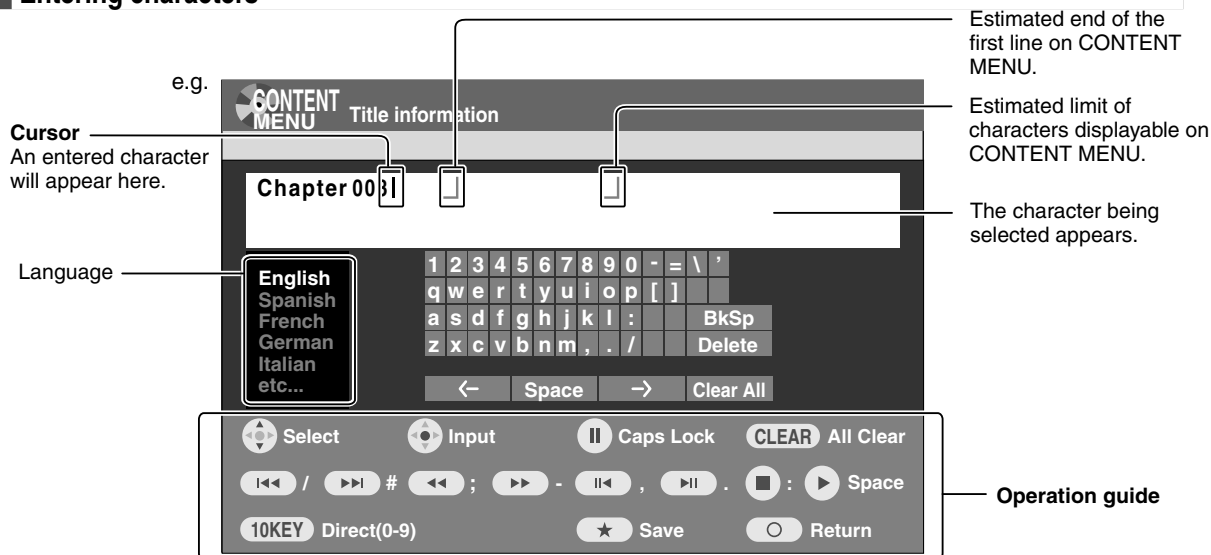 Entering characters
Estimated end of the
first line on CONTENT
MENU.
e.g.
CONTENT
MENU Title information
Estimated limit of
characters displayable on
CONTENT MENU.
Cursor
An entered character
will appear here.
Chapter 003
The character being
selected appears.
Language
English
Spanish
French
German
Italian
etc...
1 2 3 4 5 6 7 8 9 0 - = \ '
q w e r t y u i o p [ ]
a s d f g h j k l : BkSp
z x c v b n m , . / Delete
← Space → Clear All
Select Input Caps Lock CLEAR All Clear
/ # ; - , . : Space
10KEY Direct(0-9) ★ Save Return
Operation guide